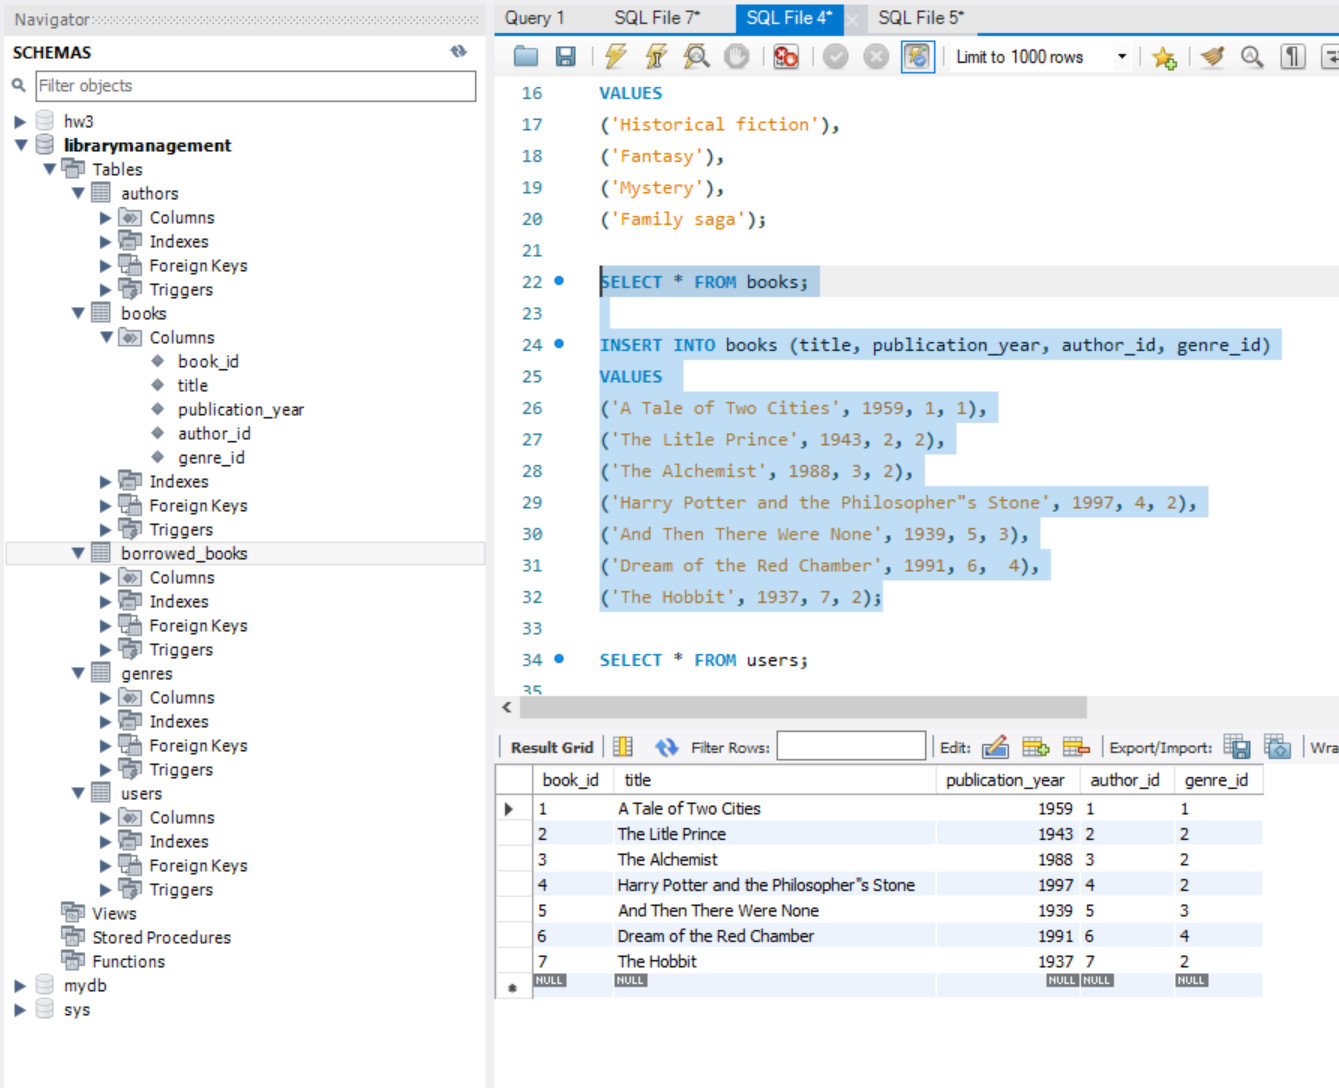 Navigator
SCHEMAS
Filter objects
hw3
librarymanagement
Tables
authors
Columns
Indexes
Foreign Keys
Triggers
books
Columns
book_id
title
publication_year
author_id
genre_id
Indexes
Foreign Keys
Triggers
borrowed_books
Columns
Indexes
Foreign Keys
Triggers
genres
Columns
Indexes
Foreign Keys
Triggers
users
Columns
Indexes
Foreign Keys
Triggers
Views
Stored Procedures
Functions
mydb
sys
Query 1 SQL File 7* SQL File 4* SQL File 5*
Limit to 1000 rows
16 VALUES
17 ('Historical fiction'),
18 ('Fantasy'),
19 ('Mystery'),
20 ('Family saga');
21
22 SELECT * FROM books;
23
24 INSERT INTO books (title, publication_year, author_id, genre_id)
25 VALUES
26 ('A Tale of Two Cities', 1959, 1, 1),
27 ('The Litle Prince', 1943, 2, 2),
28 ('The Alchemist', 1988, 3, 2),
29 ('Harry Potter and the Philosopher"s Stone', 1997, 4, 2),
30 ('And Then There Were None', 1939, 5, 3),
31 ('Dream of the Red Chamber', 1991, 6, 4),
32 ('The Hobbit', 1937, 7, 2);
33
34 SELECT * FROM users;
35
Result Grid Filter Rows: Edit: Export/Import: Wra
book_id title publication_year author_id genre_id
1 A Tale of Two Cities 1959 1 1
2 The Litle Prince 1943 2 2
3 The Alchemist 1988 3 2
4 Harry Potter and the Philosopher"s Stone 1997 4 2
5 And Then There Were None 1939 5 3
6 Dream of the Red Chamber 1991 6 4
7 The Hobbit 1937 7 2
NULL NULL NULL NULL NULL